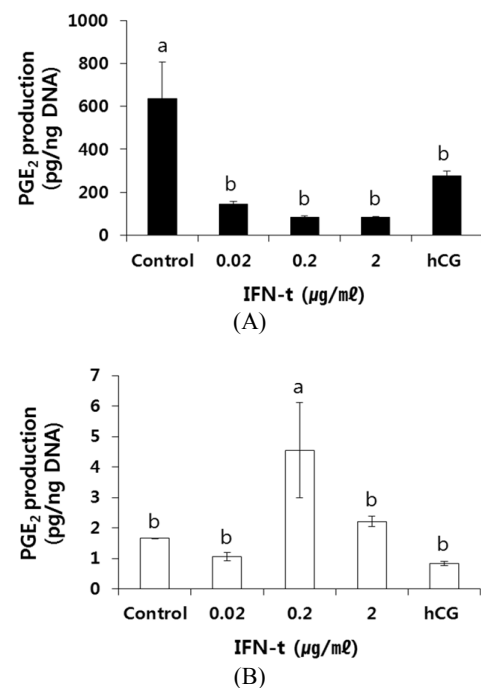 1000
800
600
400
200
0
PGE₂ production
(pg/ng DNA)
a
b
b
b
b
Control 0.02 0.2 2 hCG
IFN-t (μg/mℓ)
(A)
7
6
5
4
3
2
1
0
PGE₂ production
(pg/ng DNA)
b
b
a
b
b
Control 0.02 0.2 2 hCG
IFN-t (μg/mℓ)
(B)